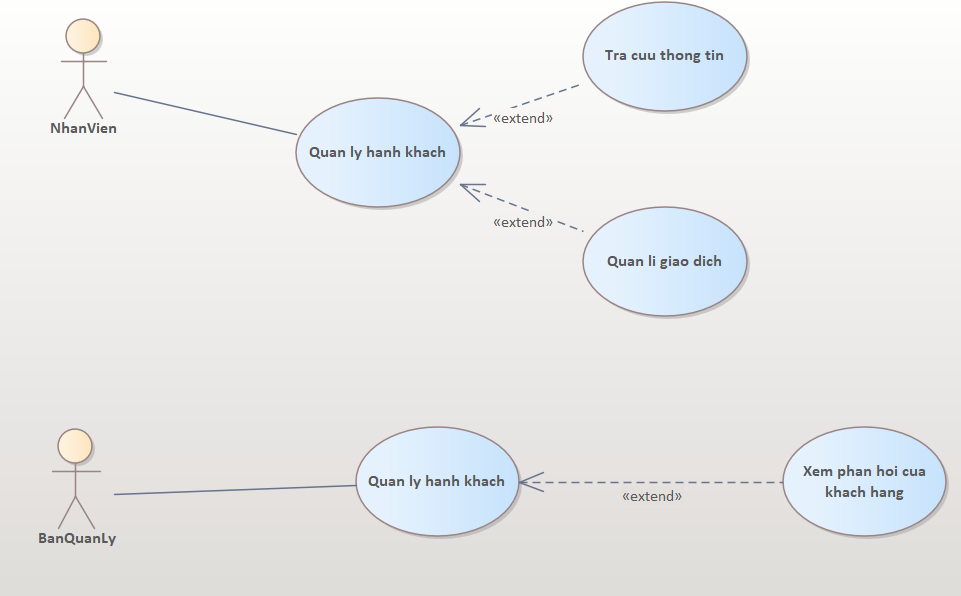 Tra cuu thong tin
«extend»
NhanVien
Quan ly hanh khach
«extend»
Quan li giao dich
Xem phan hoi cua
khach hang
Quan ly hanh khach
«extend»
BanQuanLy